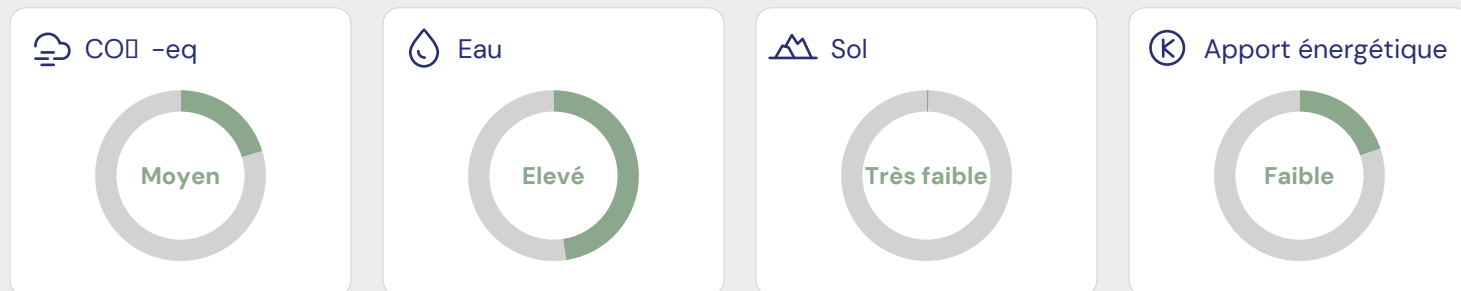 CO▯ -eq
Eau
Sol
Apport énergétique
Moyen
Elevé
Très faible
Faible